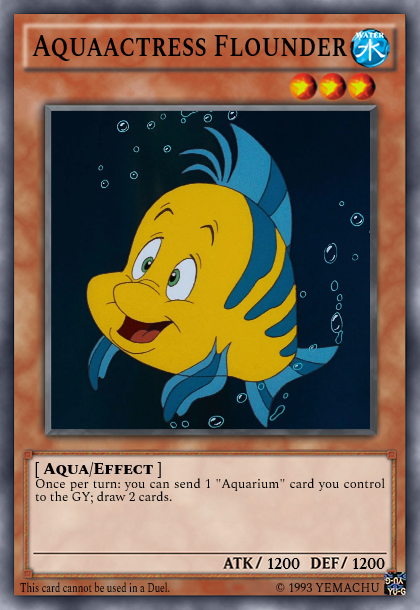 AQUAACTRESS FLOUNDER
WATER
水
[ AQUA/EFFECT ]
Once per turn: you can send 1 "Aquarium" card you control
to the GY; draw 2 cards.
ATK / 1200 DEF / 1200
This card cannot be used in a Duel.
© 1993 YEMACHU
YU-G